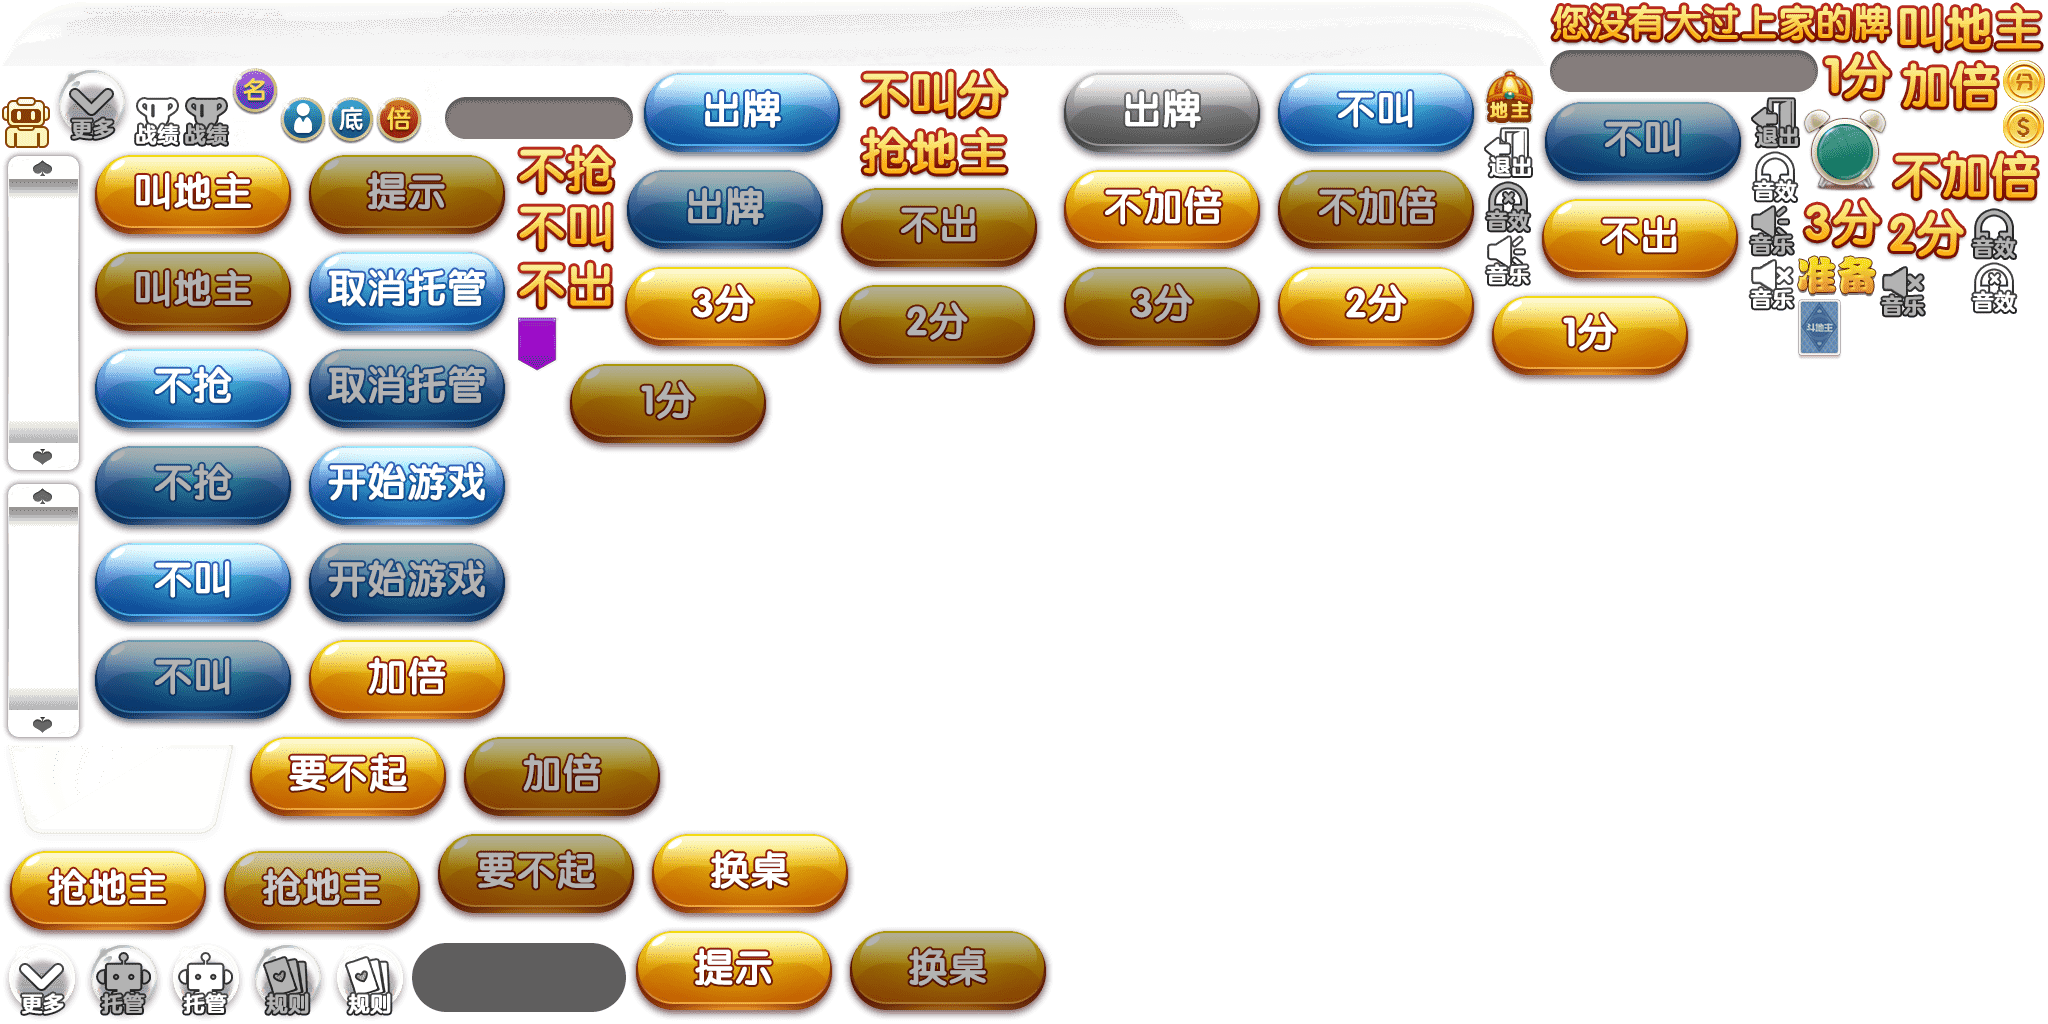 您没有大过上家的牌
叫地主
更多
战绩
战绩
名
底
倍
出牌
不叫分
抢地主
出牌
不叫
地主
退出
1分
加倍
分
$
不叫
退出
叫地主
提示
不抢
不叫
不出
出牌
不出
不加倍
不加倍
音效
音乐
不出
音效
音乐
音乐
不加倍
3分
2分
音效
准备
音乐
音效
斗地主
叫地主
取消托管
3分
2分
3分
2分
1分
不抢
取消托管
1分
不抢
开始游戏
不叫
开始游戏
不叫
加倍
要不起
加倍
抢地主
抢地主
要不起
换桌
更多
托管
托管
规则
规则
提示
换桌